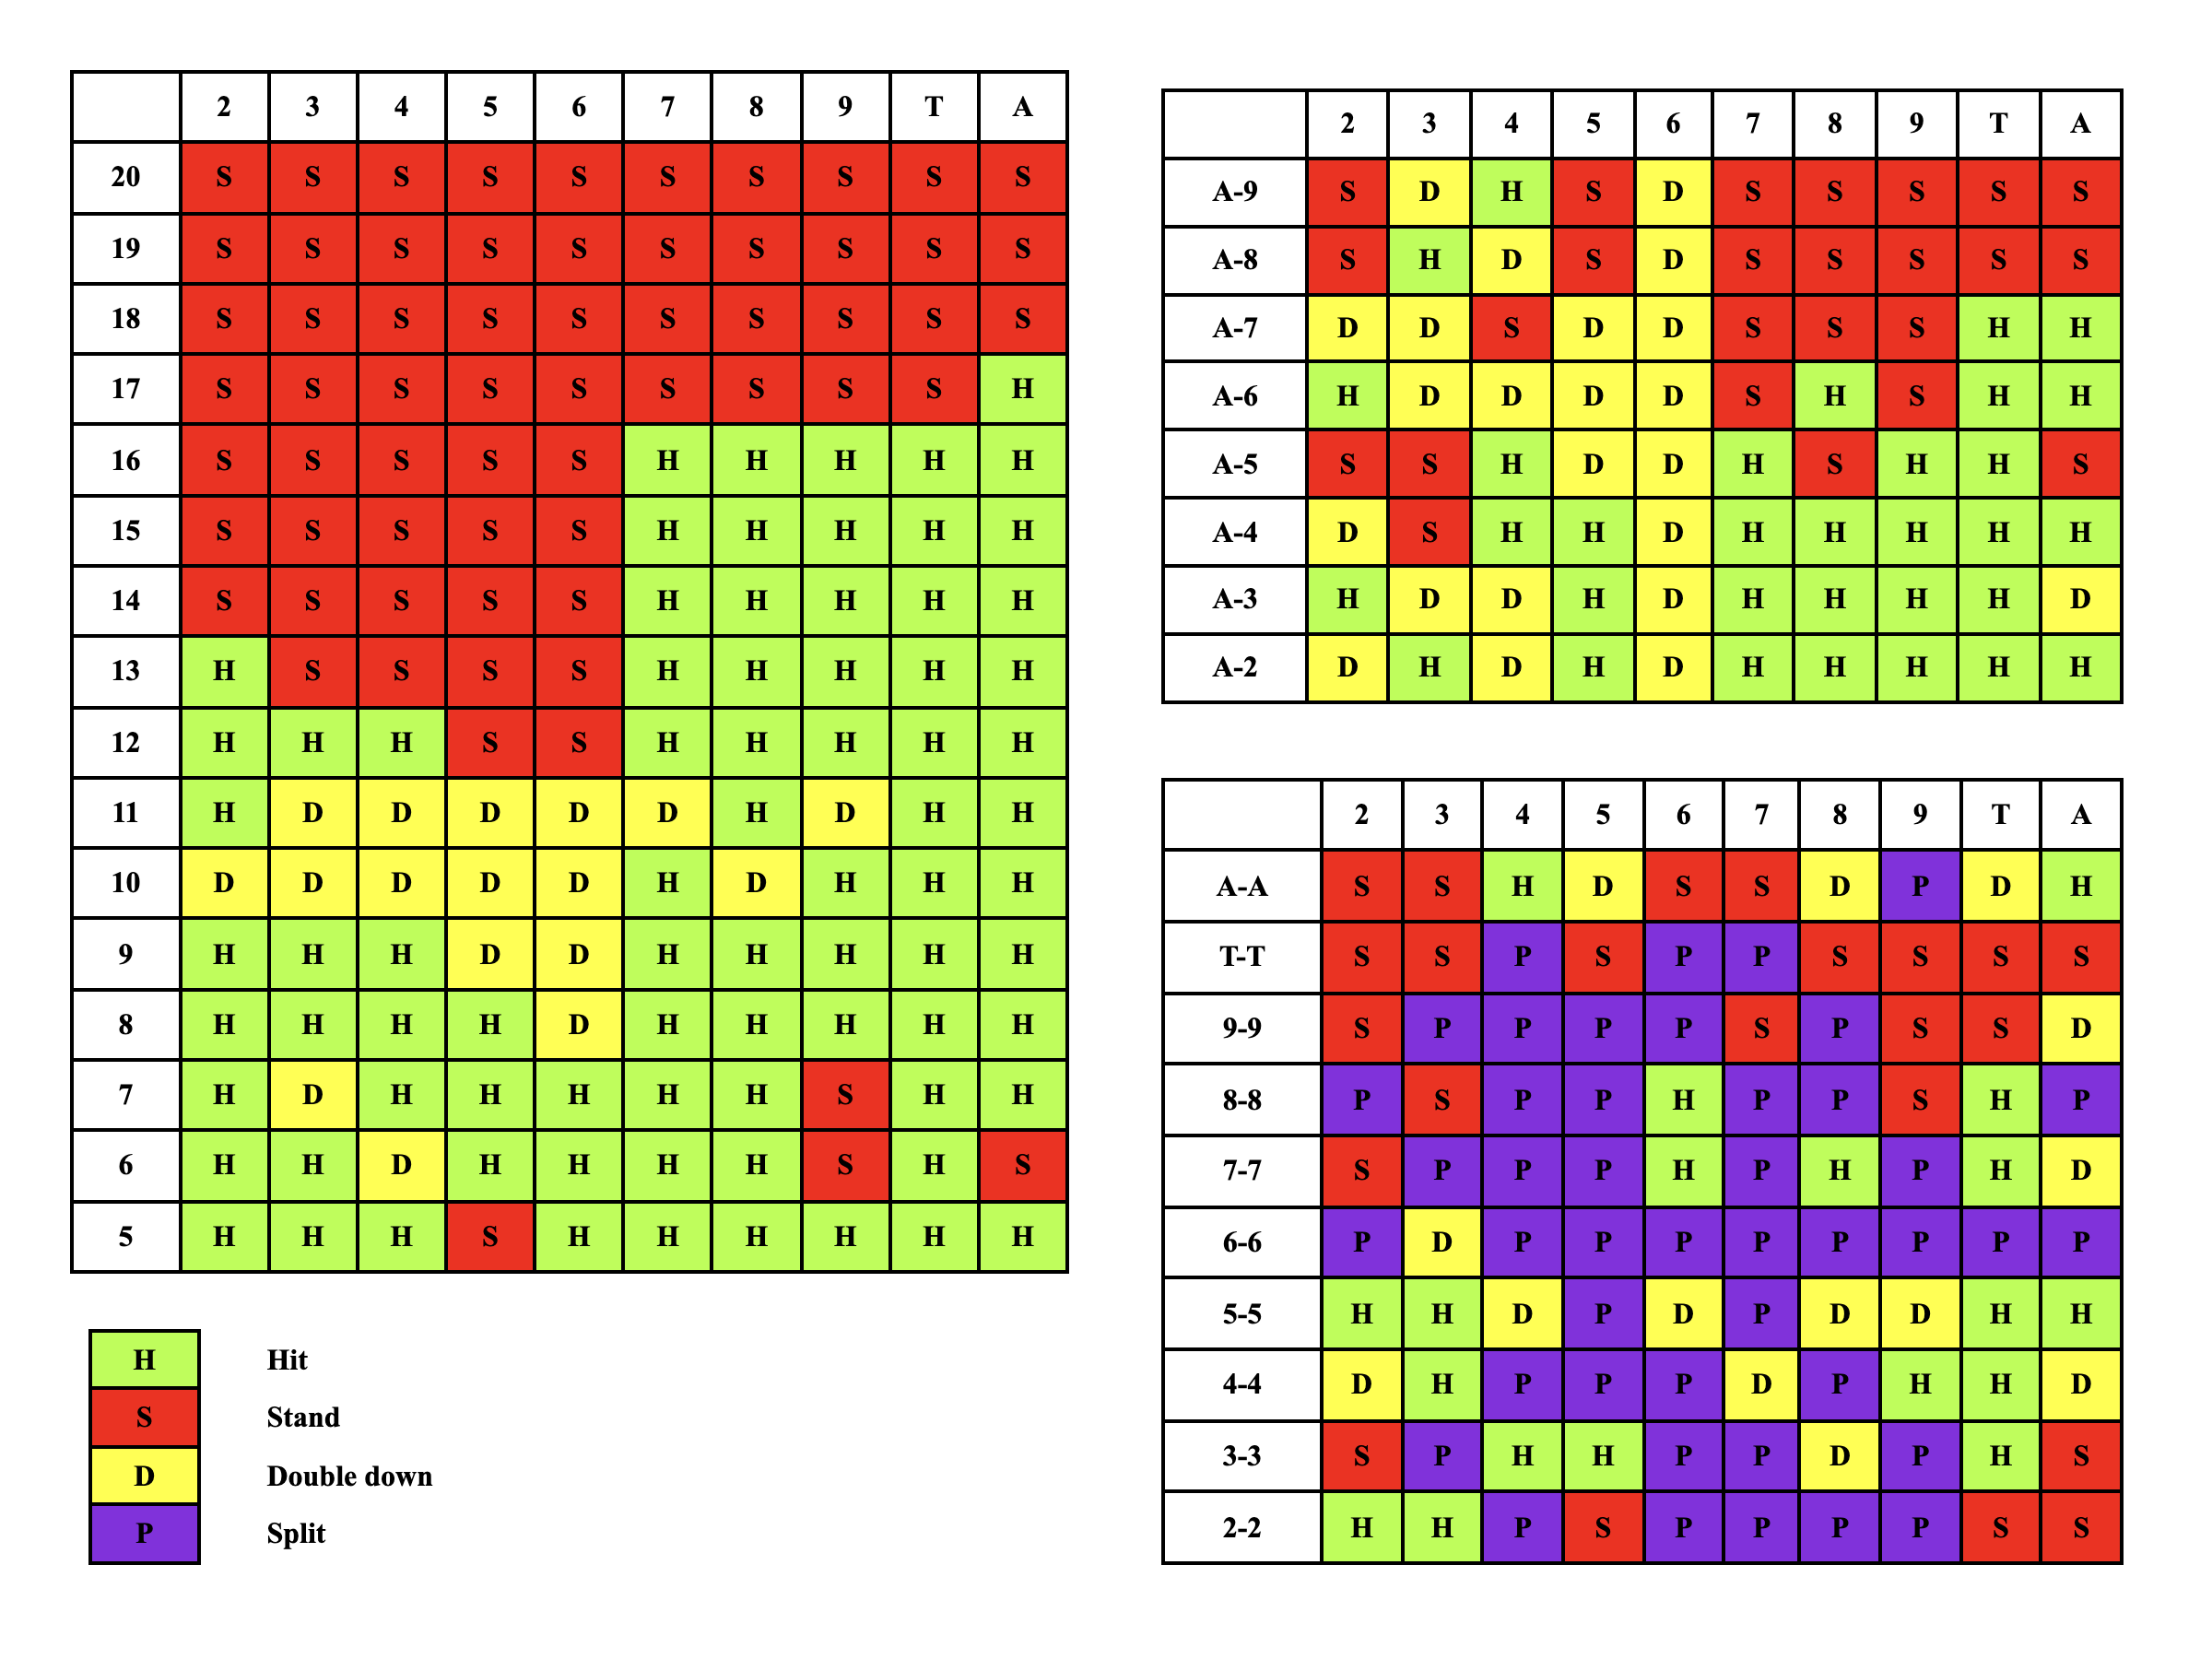 2 3 4 5 6 7 8 9 T A
20 S S S S S S S S S S
19 S S S S S S S S S S
18 S S S S S S S S S S
17 S S S S S S S S S H
16 S S S S S H H H H H
15 S S S S S H H H H H
14 S S S S S H H H H H
13 H S S S S H H H H H
12 H H H S S H H H H H
11 H D D D D D H D H H
10 D D D D D H D H H H
9 H H H D D H H H H H
8 H H H H D H H H H H
7 H D H H H H H S H H
6 H H D H H H H S H S
5 H H H S H H H H H H
H Hit
S Stand
D Double down
P Split
2 3 4 5 6 7 8 9 T A
A-9 S D H S D S S S S S
A-8 S H D S D S S S S S
A-7 D D S D D S S S H H
A-6 H D D D D S H S H H
A-5 S S H D D H S H H S
A-4 D S H H D H H H H H
A-3 H D D H D H H H H D
A-2 D H D H D H H H H H
2 3 4 5 6 7 8 9 T A
A-A S S H D S S D P D H
T-T S S P S P P S S S S
9-9 S P P P P S P S S D
8-8 P S P P H P P S H P
7-7 S P P P H P H P H D
6-6 P D P P P P P P P P
5-5 H H D P D P D D H H
4-4 D H P P P D P H H D
3-3 S P H H P P D P H S
2-2 H H P S P P P P S S